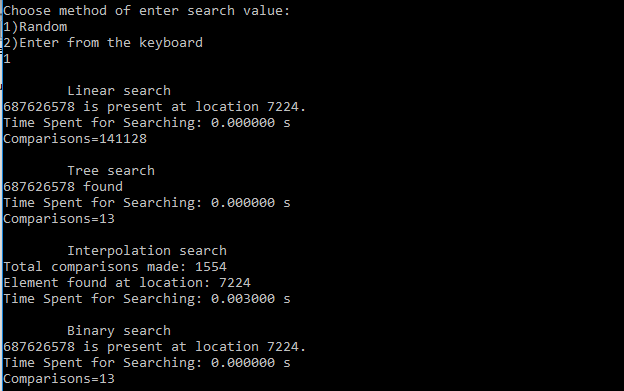 Choose method of enter search value:
1)Random
2)Enter from the keyboard
1
Linear search
687626578 is present at location 7224.
Time Spent for Searching: 0.000000 s
Comparisons=141128
Tree search
687626578 found
Time Spent for Searching: 0.000000 s
Comparisons=13
Interpolation search
Total comparisons made: 1554
Element found at location: 7224
Time Spent for Searching: 0.003000 s
Binary search
687626578 is present at location 7224.
Time Spent for Searching: 0.000000 s
Comparisons=13